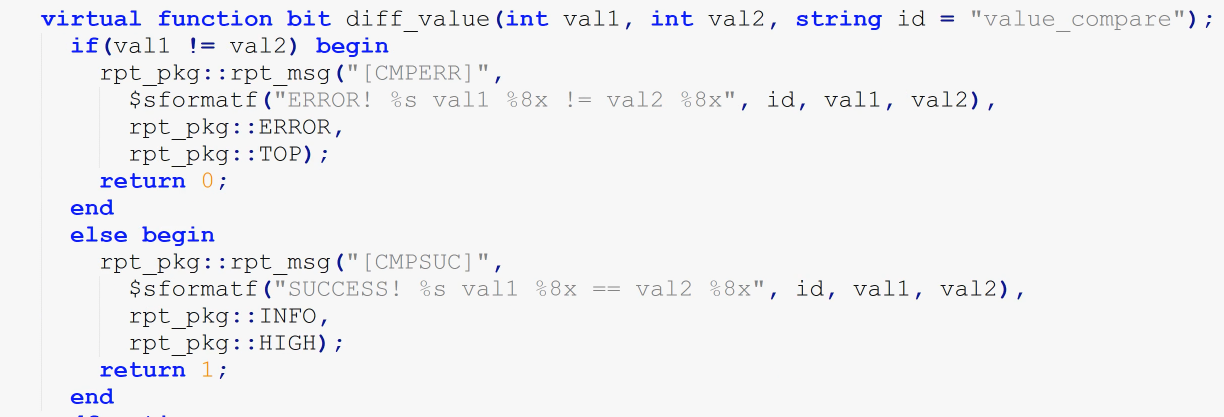 virtual function bit diff_value(int val1, int val2, string id = "value_compare");
if(val1 != val2) begin
rpt_pkg::rpt_msg("[CMPERR]",
$sformatf("ERROR! %s val1 %8x != val2 %8x", id, val1, val2),
rpt_pkg::ERROR,
rpt_pkg::TOP);
return 0;
end
else begin
rpt_pkg::rpt_msg("[CMPSUC]",
$sformatf("SUCCESS! %s val1 %8x == val2 %8x", id, val1, val2),
rpt_pkg::INFO,
rpt_pkg::HIGH);
return 1;
end